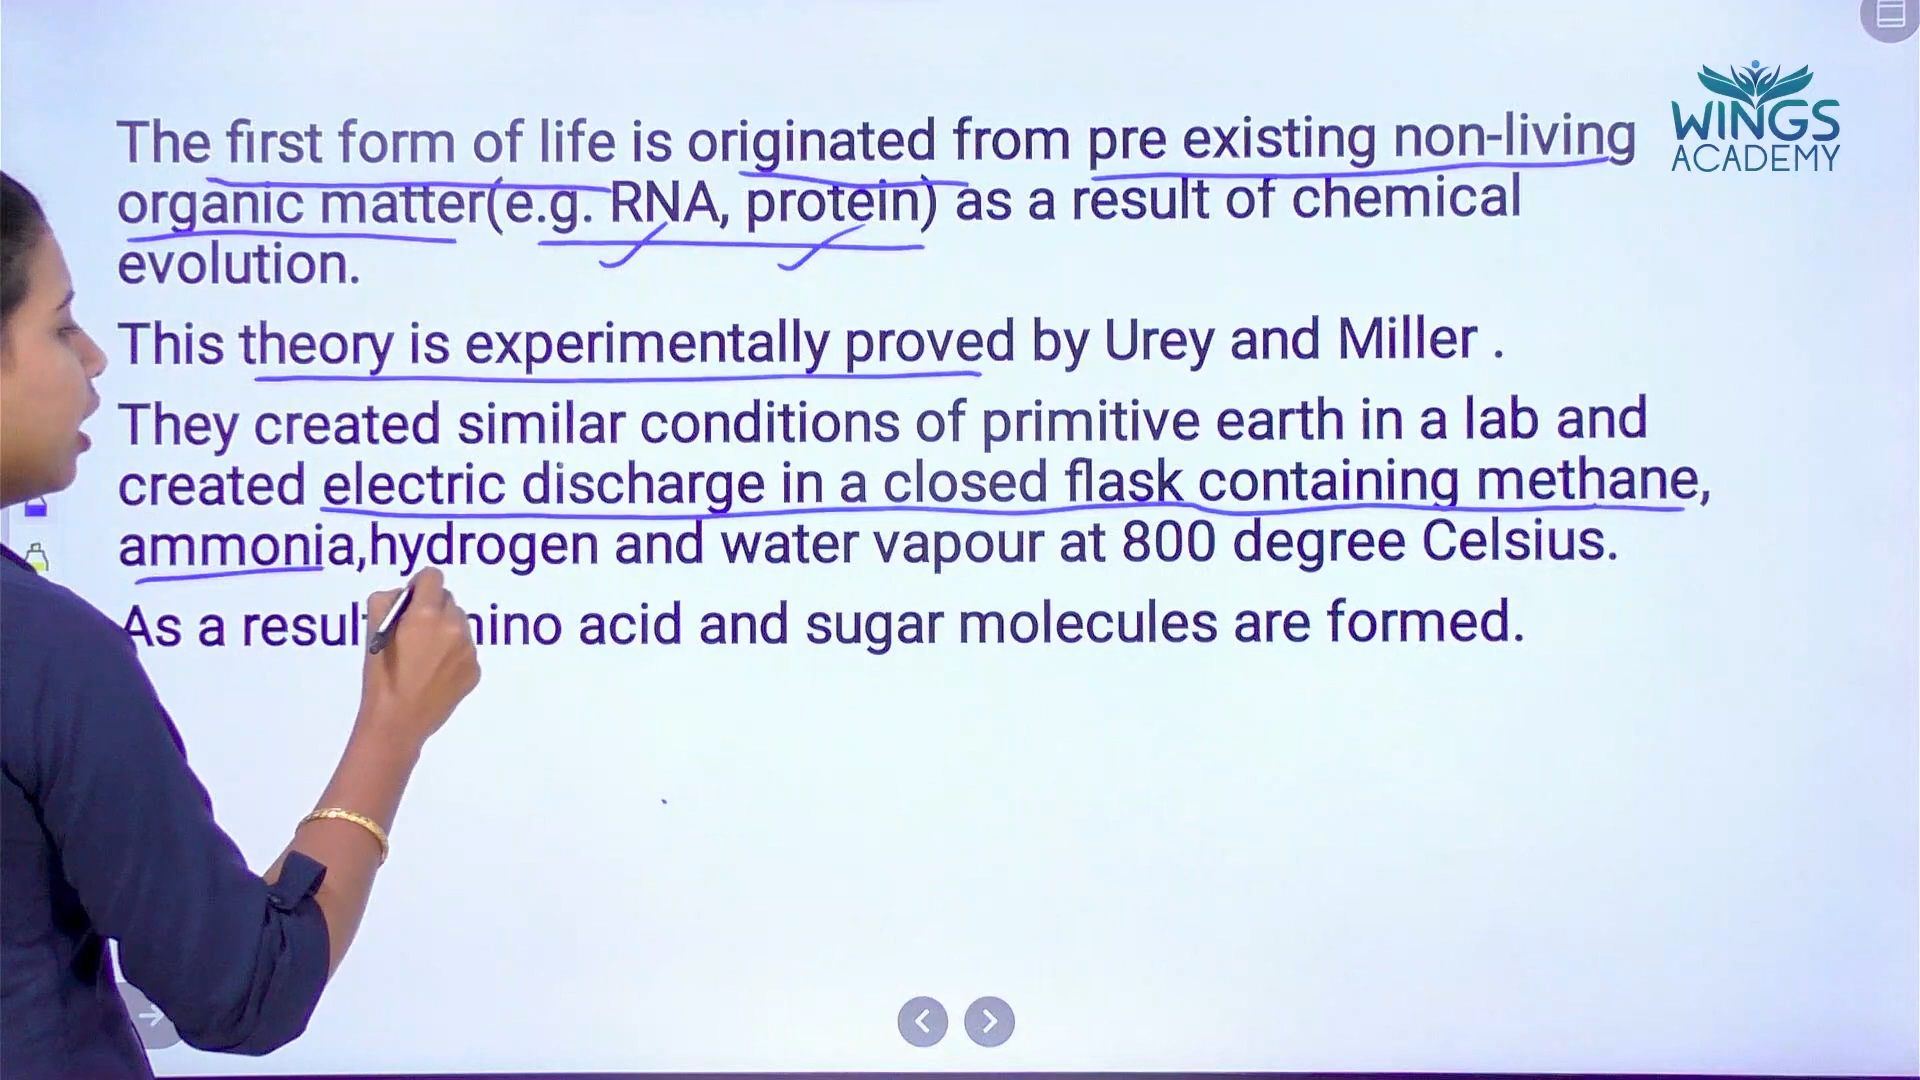 WINGS
ACADEMY
The first form of life is originated from pre existing non-living
organic matter(e.g. RNA, protein) as a result of chemical
evolution.
This theory is experimentally proved by Urey and Miller .
They created similar conditions of primitive earth in a lab and
created electric discharge in a closed flask containing methane,
ammonia,hydrogen and water vapour at 800 degree Celsius.
As a result acid and sugar molecules are formed.